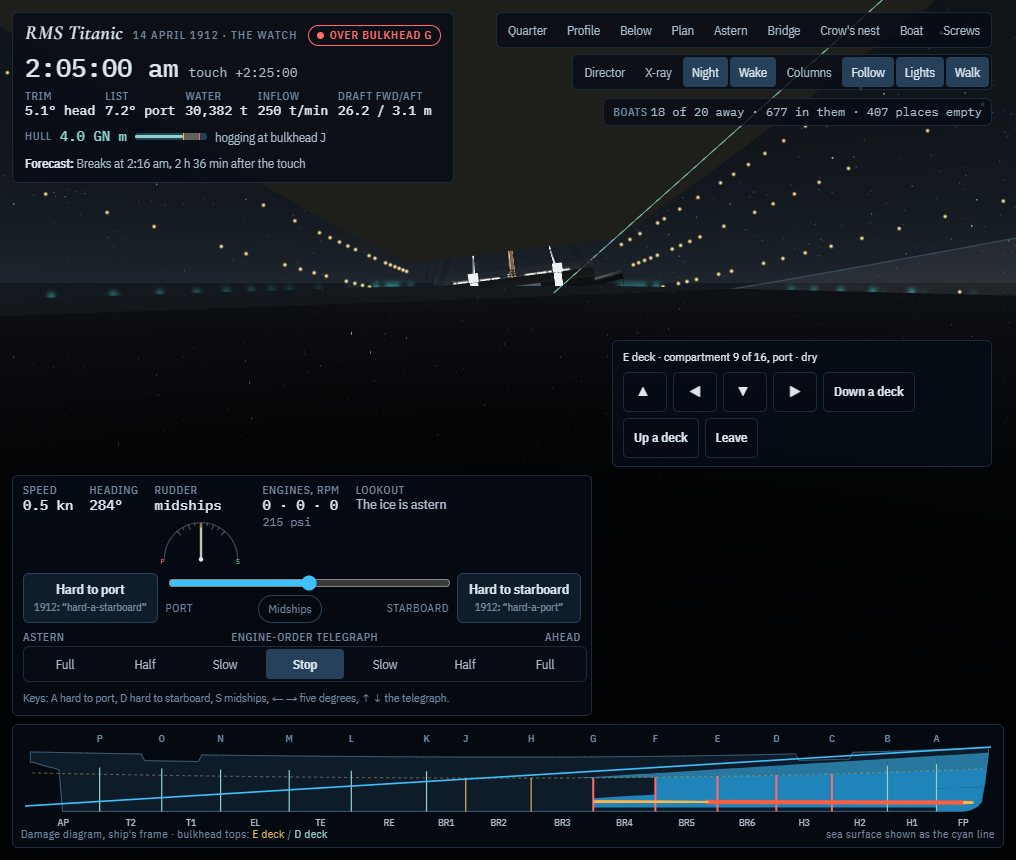 RMS Titanic 14 APRIL 1912 · THE WATCH OVER BULKHEAD G
2:05:00 am touch +2:25:00
TRIM LIST WATER INFLOW DRAFT FWD/AFT
5.1° head 7.2° port 30,382 t 250 t/min 26.2 / 3.1 m
HULL 4.0 GN m hogging at bulkhead J
Forecast: Breaks at 2:16 am, 2 h 36 min after the touch
Quarter Profile Below Plan Astern Bridge Crow's nest Boat Screws
Director X-ray Night Wake Columns Follow Lights Walk
BOATS 18 of 20 away · 677 in them · 407 places empty
E deck · compartment 9 of 16, port · dry
▲ ◀ ▼ ▶ Down a deck
Up a deck Leave
SPEED HEADING RUDDER ENGINES, RPM LOOKOUT
0.5 kn 284° midships 0 · 0 · 0 The ice is astern
215 psi
P S
Hard to port Hard to starboard
1912: “hard-a-starboard” PORT Midships STARBOARD 1912: “hard-a-port”
ASTERN ENGINE-ORDER TELEGRAPH AHEAD
Full Half Slow Stop Slow Half Full
Keys: A hard to port, D hard to starboard, S midships, ← → five degrees, ↑ ↓ the telegraph.
P O N M L K J H G F E D C B A
AP T2 T1 EL TE RE BR1 BR2 BR3 BR4 BR5 BR6 H3 H2 H1 FP
Damage diagram, ship's frame · bulkhead tops: E deck / D deck sea surface shown as the cyan line